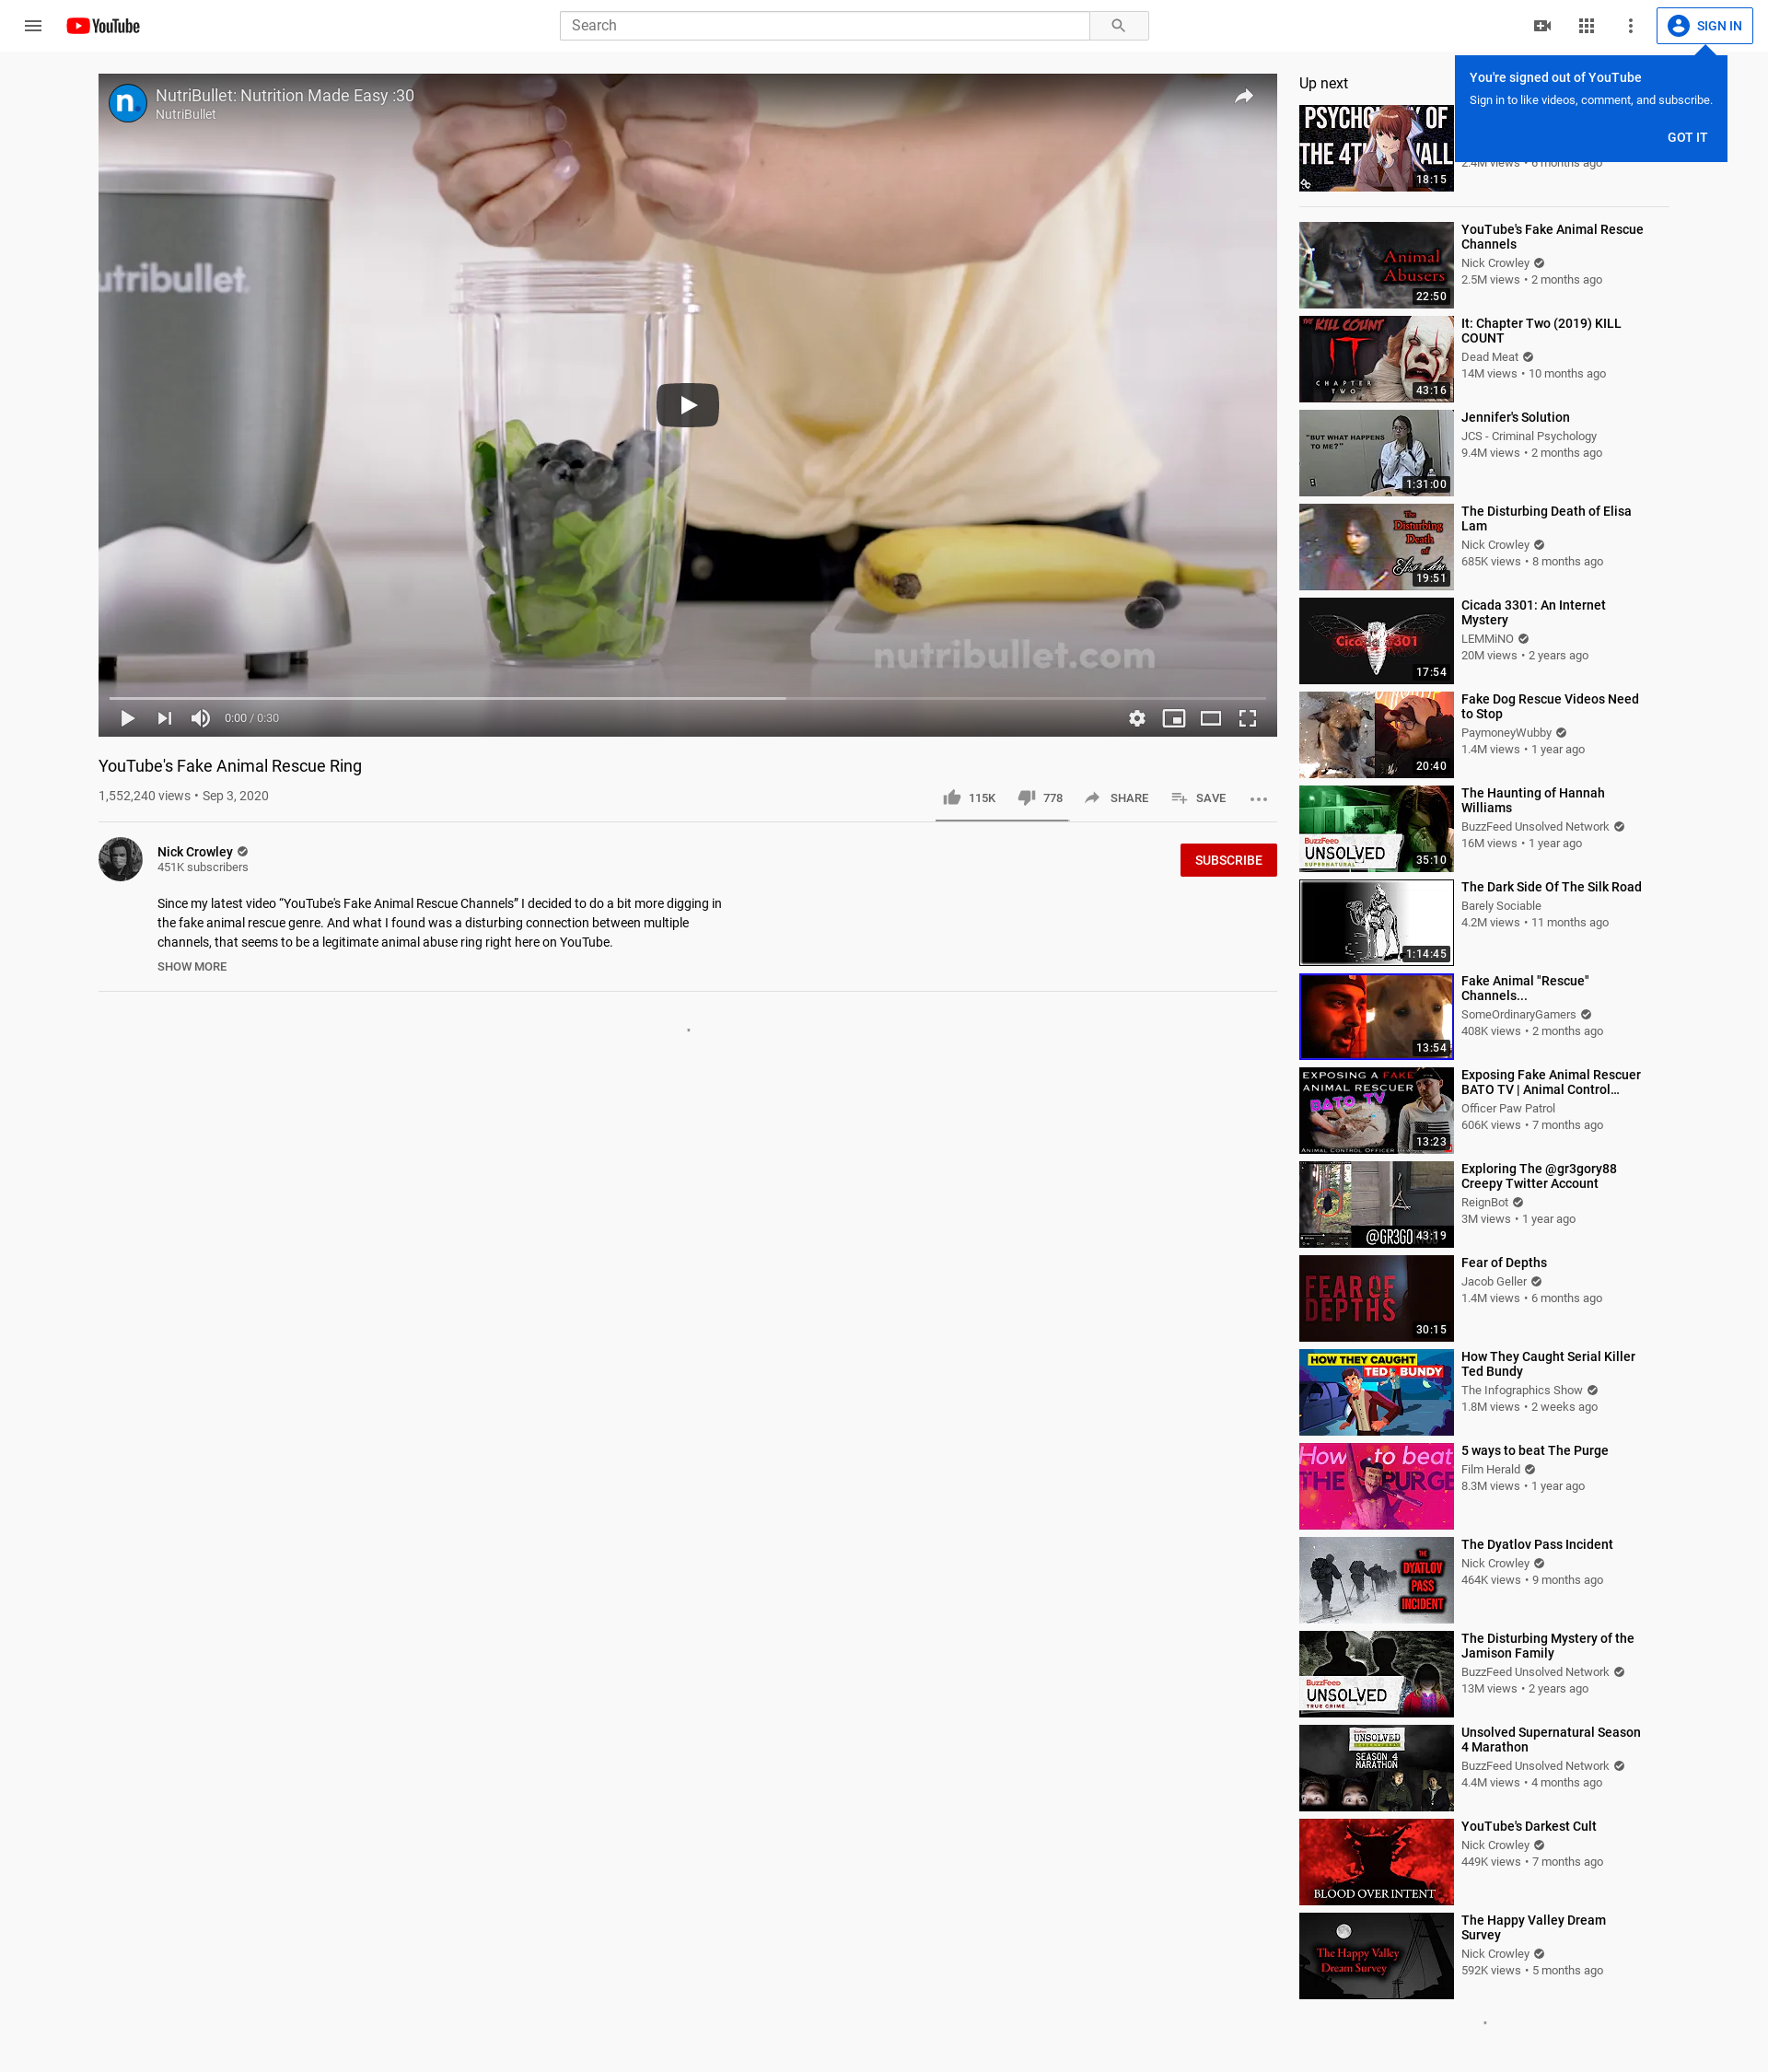 YouTube
Search
SIGN IN
You're signed out of YouTube
Sign in to like videos, comment, and subscribe.
GOT IT
n.
NutriBullet: Nutrition Made Easy :30
NutriBullet
utribullet.
nutribullet.com
0:00 / 0:30
YouTube's Fake Animal Rescue Ring
1,552,240 views • Sep 3, 2020
115K
778
SHARE
SAVE
Nick Crowley
451K subscribers
SUBSCRIBE
Since my latest video “YouTube's Fake Animal Rescue Channels” I decided to do a bit more digging in
the fake animal rescue genre. And what I found was a disturbing connection between multiple
channels, that seems to be a legitimate animal abuse ring right here on YouTube.
SHOW MORE
Up next
18:15
2.4M views • 6 months ago
Animal
Abusers
22:50
YouTube's Fake Animal Rescue
Channels
Nick Crowley
2.5M views • 2 months ago
THE KILL COUNT
IT
CHAPTER
TWO
43:16
It: Chapter Two (2019) KILL
COUNT
Dead Meat
14M views • 10 months ago
"BUT WHAT HAPPENS
TO ME?"
1:31:00
Jennifer's Solution
JCS - Criminal Psychology
9.4M views • 2 months ago
The
Disturbing
Death
of
Elisa Lam
19:51
The Disturbing Death of Elisa
Lam
Nick Crowley
685K views • 8 months ago
17:54
Cicada 3301: An Internet
Mystery
LEMMiNO
20M views • 2 years ago
20:40
Fake Dog Rescue Videos Need
to Stop
PaymoneyWubby
1.4M views • 1 year ago
BuzzFeed
UNSOLVED
SUPERNATURAL
35:10
The Haunting of Hannah
Williams
BuzzFeed Unsolved Network
16M views • 1 year ago
1:14:45
The Dark Side Of The Silk Road
Barely Sociable
4.2M views • 11 months ago
13:54
Fake Animal "Rescue"
Channels...
SomeOrdinaryGamers
408K views • 2 months ago
EXPOSING A FAKE
ANIMAL RESCUER
BATO TV
13:23
Exposing Fake Animal Rescuer
BATO TV | Animal Control…
Officer Paw Patrol
606K views • 7 months ago
43:19
Exploring The @gr3gory88
Creepy Twitter Account
ReignBot
3M views • 1 year ago
FEAR OF
DEPTHS
30:15
Fear of Depths
Jacob Geller
1.4M views • 6 months ago
HOW THEY CAUGHT
TED BUNDY
How They Caught Serial Killer
Ted Bundy
The Infographics Show
1.8M views • 2 weeks ago
How to beat
THE PURGE
5 ways to beat The Purge
Film Herald
8.3M views • 1 year ago
THE
DYATLOV
PASS
INCIDENT
The Dyatlov Pass Incident
Nick Crowley
464K views • 9 months ago
BuzzFeed
UNSOLVED
TRUE CRIME
The Disturbing Mystery of the
Jamison Family
BuzzFeed Unsolved Network
13M views • 2 years ago
UNSOLVED
SEASON 4
MARATHON
Unsolved Supernatural Season
4 Marathon
BuzzFeed Unsolved Network
4.4M views • 4 months ago
BLOOD OVER INTENT
YouTube's Darkest Cult
Nick Crowley
449K views • 7 months ago
The Happy Valley
Dream Survey
The Happy Valley Dream
Survey
Nick Crowley
592K views • 5 months ago